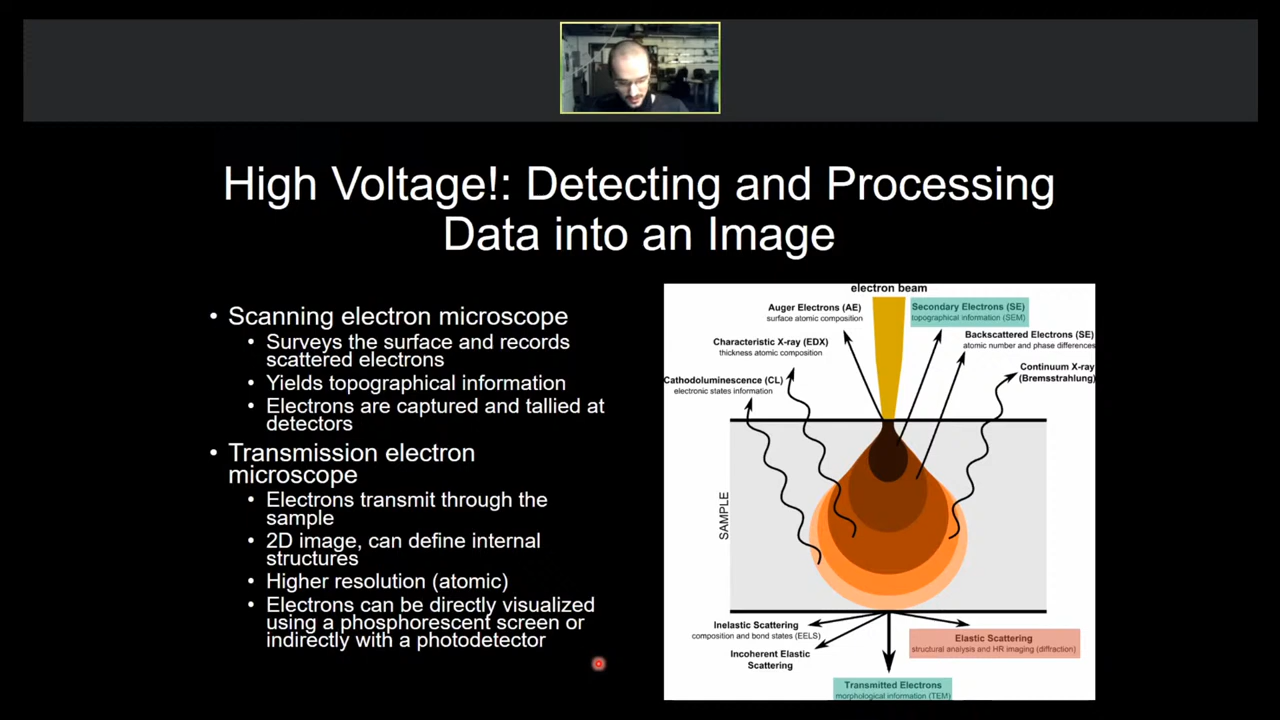 High Voltage!: Detecting and Processing
Data into an Image
• Scanning electron microscope
• Surveys the surface and records
scattered electrons
• Yields topographical information
• Electrons are captured and tallied at
detectors
• Transmission electron
microscope
• Electrons transmit through the
sample
• 2D image, can define internal
structures
• Higher resolution (atomic)
• Electrons can be directly visualized
using a phosphorescent screen or
indirectly with a photodetector
electron beam
Auger Electrons (AE)
surface atomic composition
Secondary Electrons (SE)
topographical information (SEM)
Characteristic X-ray (EDX)
thickness atomic composition
Backscattered Electrons (SE)
atomic number and phase differences
Cathodoluminescence (CL)
electronic states information
Continuum X-ray
(Bremsstrahlung)
SAMPLE
Inelastic Scattering
composition and bond states (EELS)
Incoherent Elastic
Scattering
Elastic Scattering
structural analysis and HR imaging (diffraction)
Transmitted Electrons
morphological information (TEM)